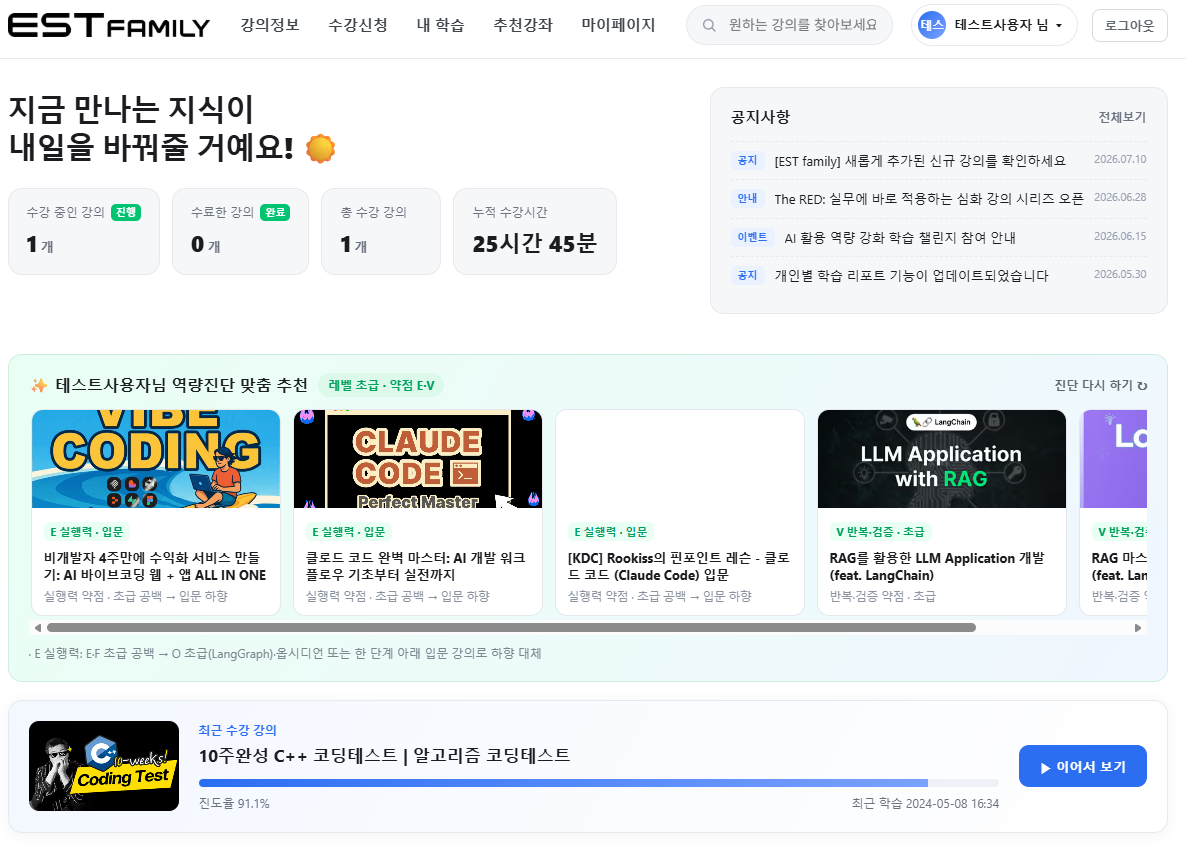 EST FAMILY
강의정보 수강신청 내 학습 추천강좌 마이페이지
원하는 강의를 찾아보세요
테스 테스트사용자 님
로그아웃
지금 만나는 지식이
내일을 바꿔줄 거예요!
수강 중인 강의 진행
1 개
수료한 강의 완료
0 개
총 수강 강의
1 개
누적 수강시간
25시간 45분
공지사항 전체보기
공지 [EST family] 새롭게 추가된 신규 강의를 확인하세요 2026.07.10
안내 The RED: 실무에 바로 적용하는 심화 강의 시리즈 오픈 2026.06.28
이벤트 AI 활용 역량 강화 학습 챌린지 참여 안내 2026.06.15
공지 개인별 학습 리포트 기능이 업데이트되었습니다 2026.05.30
테스트사용자님 역량진단 맞춤 추천 레벨 초급 · 약점 E·V 진단 다시 하기 ↻
VIBE
CODING
E 실행력 · 입문
비개발자 4주만에 수익화 서비스 만들
기: AI 바이브코딩 웹 + 앱 ALL IN ONE
실행력 약점 · 초급 공백 → 입문 하향
CLAUDE
CODE
Perfect Master
E 실행력 · 입문
클로드 코드 완벽 마스터: AI 개발 워크
플로우 기초부터 실전까지
실행력 약점 · 초급 공백 → 입문 하향
E 실행력 · 입문
[KDC] Rookiss의 핀포인트 레슨 - 클로
드 코드 (Claude Code) 입문
실행력 약점 · 초급 공백 → 입문 하향
LangChain
LLM Application
with RAG
V 반복·검증 · 초급
RAG를 활용한 LLM Application 개발
(feat. LangChain)
반복·검증 약점 · 초급
Lo
V 반복·검
RAG 마스
(feat. Lan
반복·검증
· E 실행력: E·F 초급 공백 → O 초급(LangGraph)·옵시디언 또는 한 단계 아래 입문 강의로 하향 대체
C
10-weeks!
Coding Test
최근 수강 강의
10주완성 C++ 코딩테스트 | 알고리즘 코딩테스트
진도율 91.1% 최근 학습 2024-05-08 16:34
▶ 이어서 보기